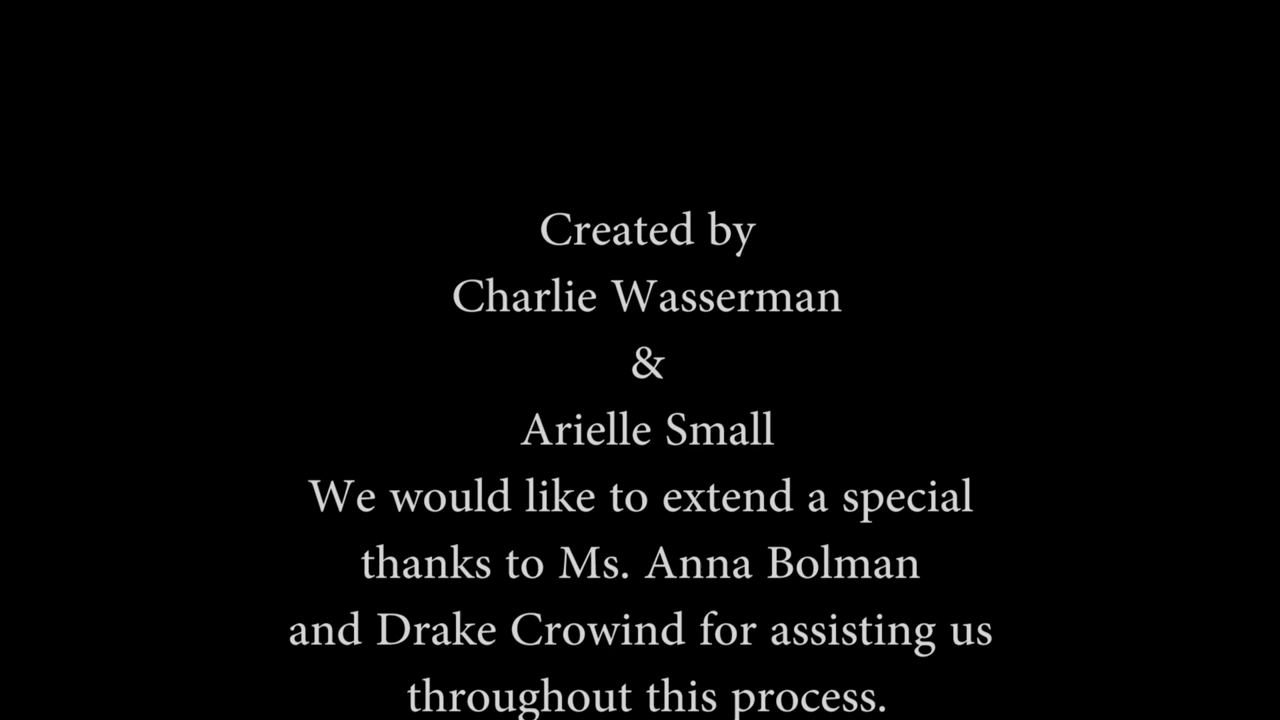 Created by
Charlie Wasserman
&
Arielle Small
We would like to extend a special
thanks to Ms. Anna Bolman
and Drake Crowind for assisting us
throughout this process.